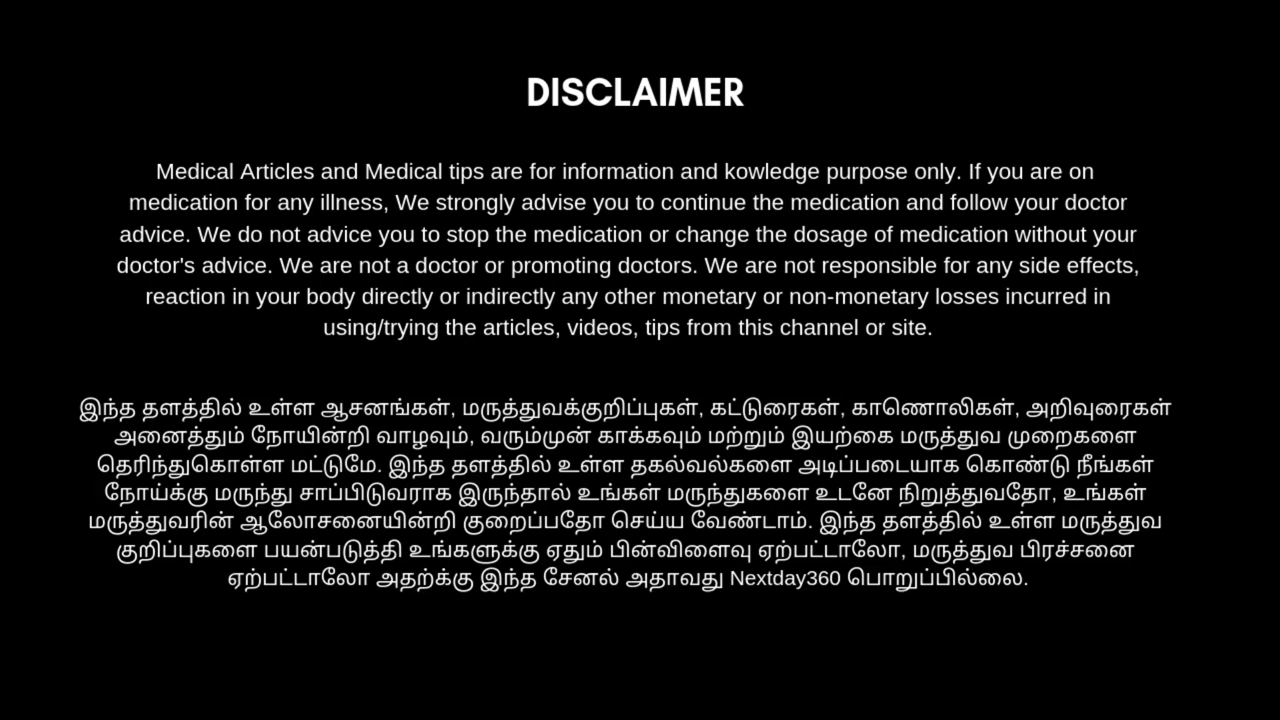 DISCLAIMER
Medical Articles and Medical tips are for information and kowledge purpose only. If you are on
medication for any illness, We strongly advise you to continue the medication and follow your doctor
advice. We do not advice you to stop the medication or change the dosage of medication without your
doctor's advice. We are not a doctor or promoting doctors. We are not responsible for any side effects,
reaction in your body directly or indirectly any other monetary or non-monetary losses incurred in
using/trying the articles, videos, tips from this channel or site.
இந்த தளத்தில் உள்ள ஆசனங்கள், மருத்துவக்குறிப்புகள், கட்டுரைகள், காணொலிகள், அறிவுரைகள்
அனைத்தும் நோயின்றி வாழவும், வரும்முன் காக்கவும் மற்றும் இயற்கை மருத்துவ முறைகளை
தெரிந்துகொள்ள மட்டுமே. இந்த தளத்தில் உள்ள தகல்வல்களை அடிப்படையாக கொண்டு நீங்கள்
நோய்க்கு மருந்து சாப்பிடுவராக இருந்தால் உங்கள் மருந்துகளை உடனே நிறுத்துவதோ, உங்கள்
மருத்துவரின் ஆலோசனையின்றி குறைப்பதோ செய்ய வேண்டாம். இந்த தளத்தில் உள்ள மருத்துவ
குறிப்புகளை பயன்படுத்தி உங்களுக்கு ஏதும் பின்விளைவு ஏற்பட்டாலோ, மருத்துவ பிரச்சனை
ஏற்பட்டாலோ அதற்க்கு இந்த சேனல் அதாவது Nextday360 பொறுப்பில்லை.